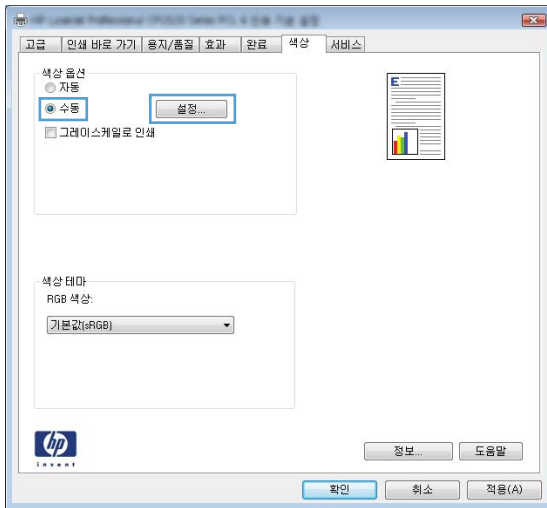 고급 인쇄 바로 가기 용지/품질 효과 완료 색상 서비스
색상 옵션
자동
수동 설정...
그레이스케일로 인쇄
E
색상 테마
RGB 색상:
기본값(sRGB)
hp
invent
정보... 도움말
확인 취소 적용(A)